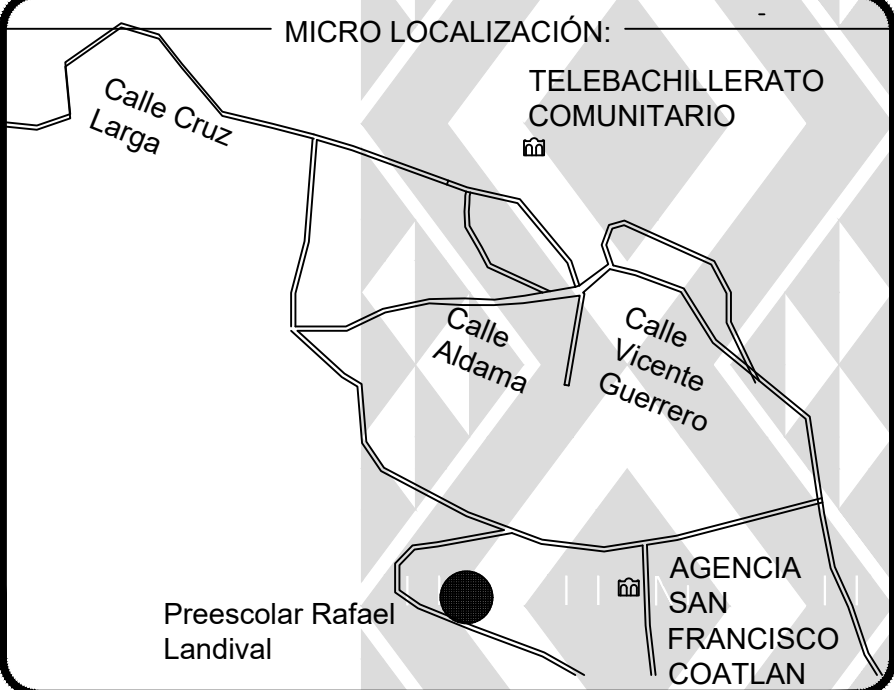 MICRO LOCALIZACIÓN:
TELEBACHILLERATO
COMUNITARIO
Calle Cruz
Larga
Calle
Aldama
Calle
Vicente
Guerrero
Preescolar Rafael
Landival
AGENCIA
SAN
FRANCISCO
COATLAN